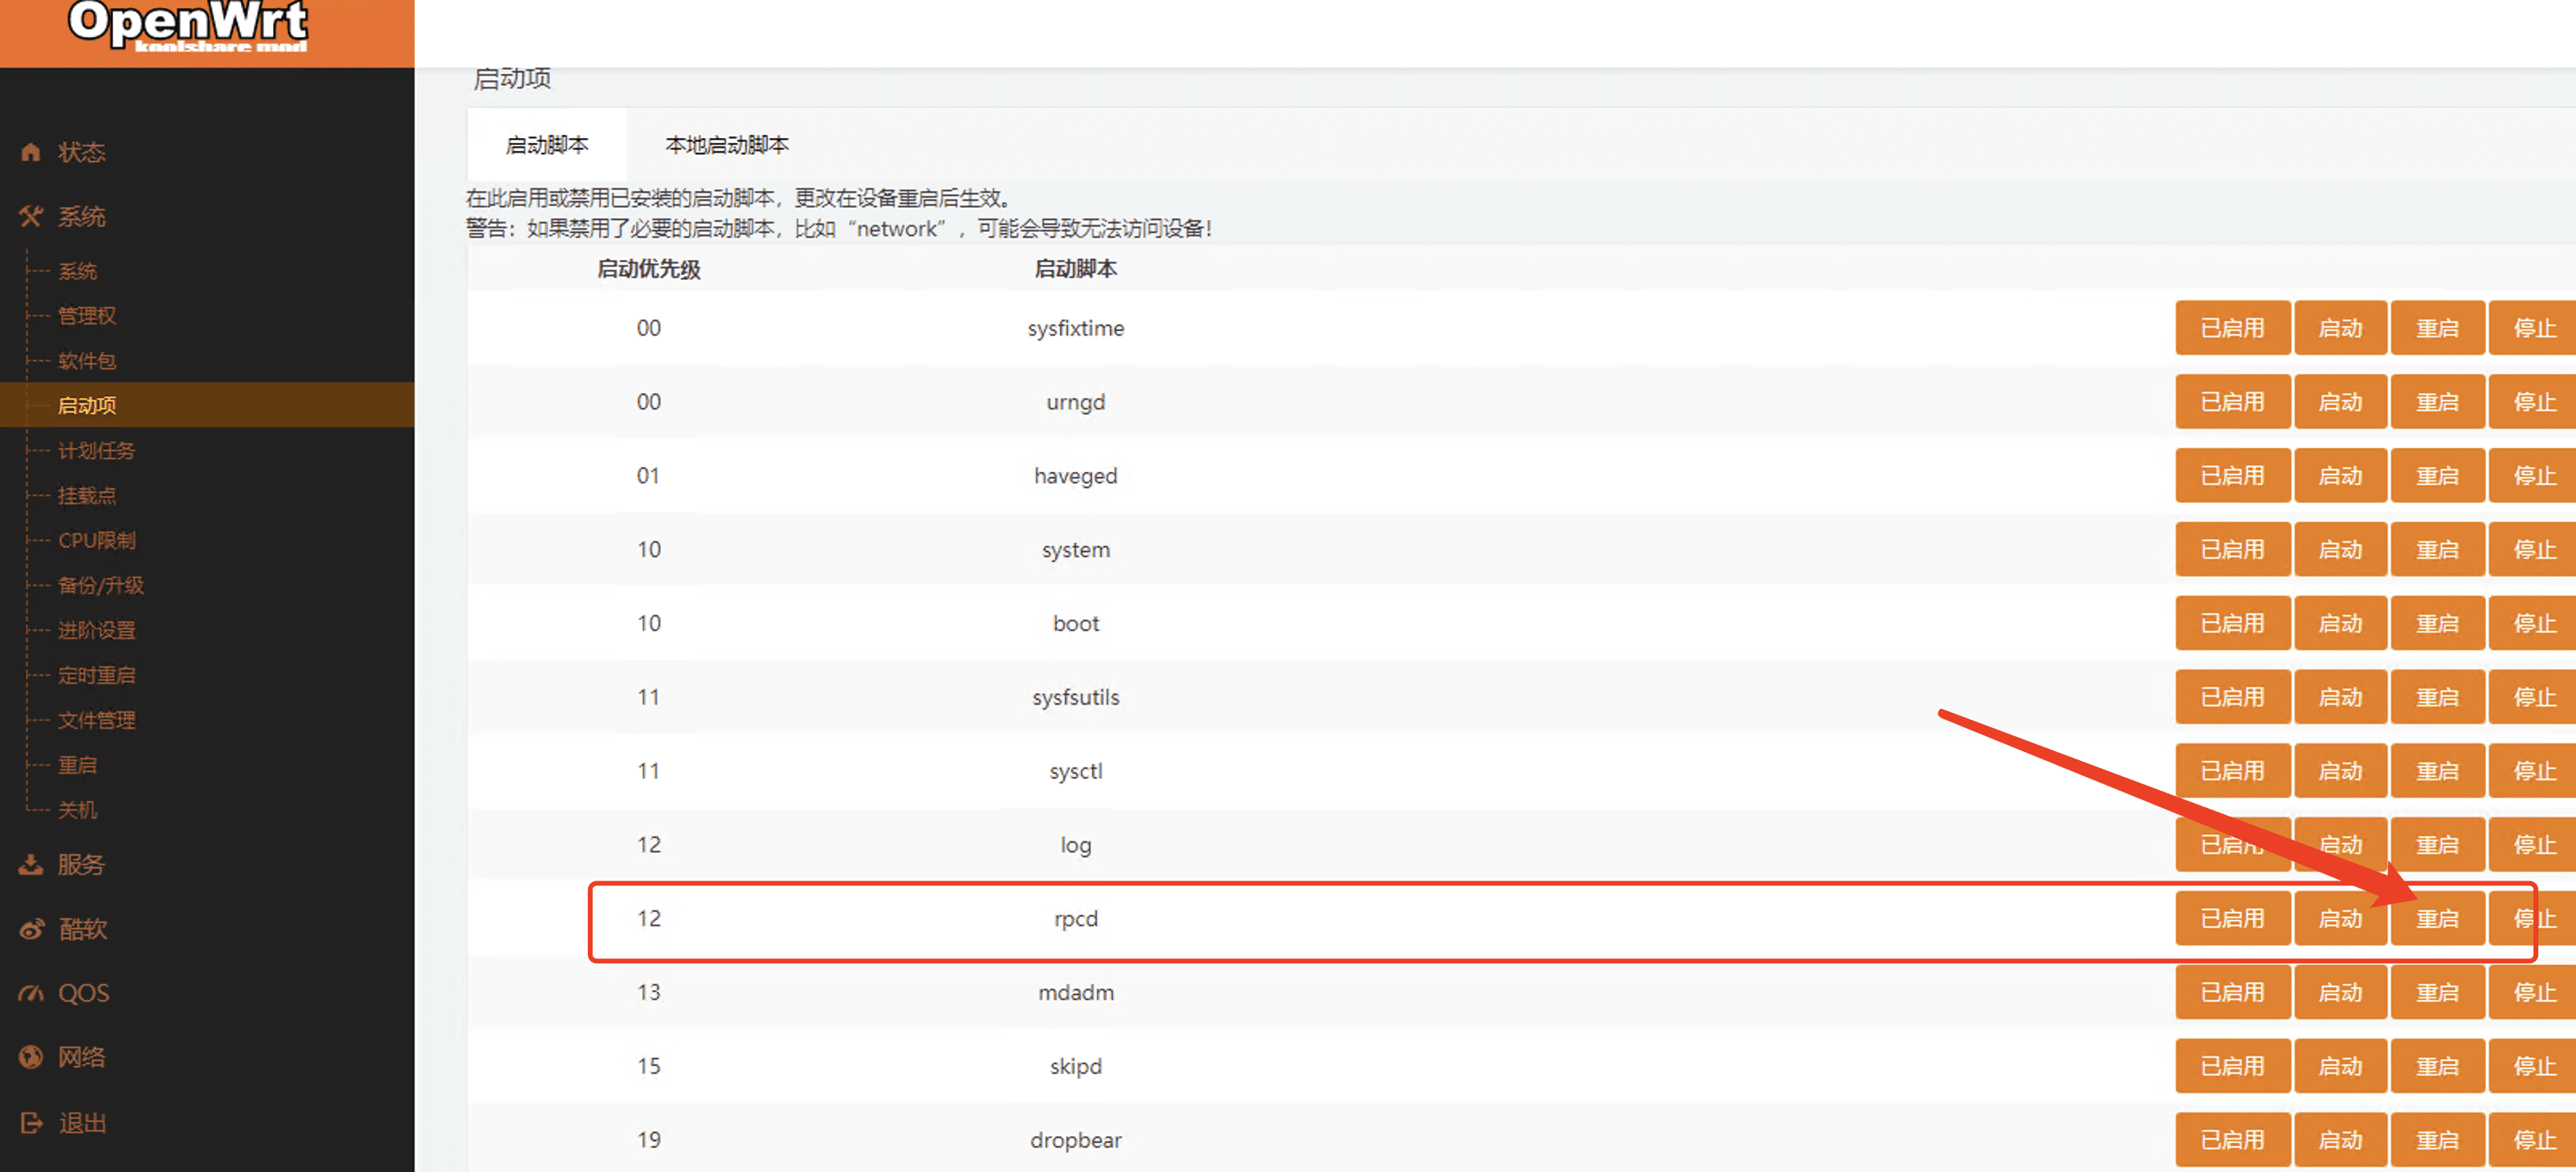 OpenWrt
koolshare mod
状态
系统
系统
管理权
软件包
启动项
计划任务
挂载点
CPU限制
备份/升级
进阶设置
定时重启
文件管理
重启
关机
服务
酷软
QOS
网络
退出
启动项
启动脚本 本地启动脚本
在此启用或禁用已安装的启动脚本，更改在设备重启后生效。
警告：如果禁用了必要的启动脚本，比如“network”，可能会导致无法访问设备！
启动优先级 启动脚本
00 sysfixtime 已启用 启动 重启 停止
00 urngd 已启用 启动 重启 停止
01 haveged 已启用 启动 重启 停止
10 system 已启用 启动 重启 停止
10 boot 已启用 启动 重启 停止
11 sysfsutils 已启用 启动 重启 停止
11 sysctl 已启用 启动 重启 停止
12 log 已启用 启动 重启 停止
12 rpcd 已启用 启动 重启 停止
13 mdadm 已启用 启动 重启 停止
15 skipd 已启用 启动 重启 停止
19 dropbear 已启用 启动 重启 停止